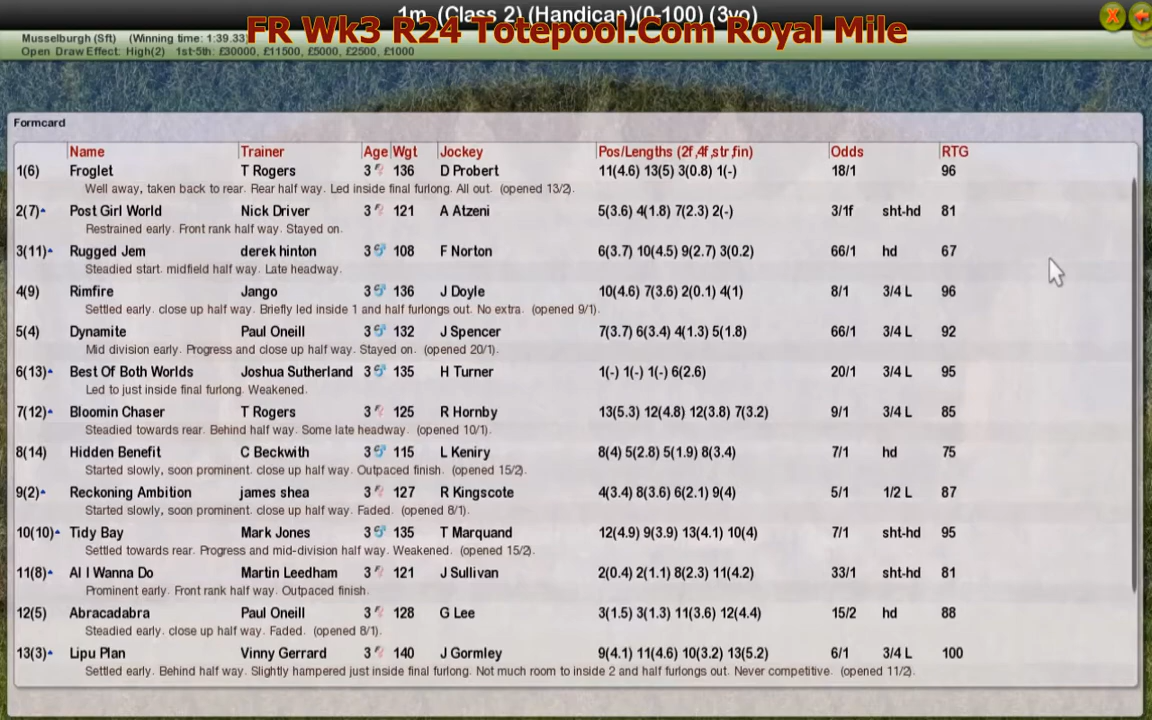 1m, (Class 2),(Handicap)(0-100) (3yo)
FR Wk3 R24 Totepool.Com Royal Mile
Musselburgh (Sft) (Winning time: 1:39.33)
Open Draw Effect: High(2) 1st-5th: £30000, £11500, £5000, £2500, £1000
Formcard
Name Trainer Age Wgt Jockey Pos/Lengths (2f,4f,str,fin) Odds RTG
1(6) Froglet T Rogers 3 136 D Probert 11(4.6) 13(5) 3(0.8) 1(-) 18/1 96
Well away, taken back to rear. Rear half way. Led inside final furlong. All out. (opened 13/2).
2(7) Post Girl World Nick Driver 3 121 A Atzeni 5(3.6) 4(1.8) 7(2.3) 2(-) 3/1f sht-hd 81
Restrained early. Front rank half way. Stayed on.
3(11) Rugged Jem derek hinton 3 108 F Norton 6(3.7) 10(4.5) 9(2.7) 3(0.2) 66/1 hd 67
Steadied start. midfield half way. Late headway.
4(9) Rimfire Jango 3 136 J Doyle 10(4.6) 7(3.6) 2(0.1) 4(1) 8/1 3/4 L 96
Settled early. close up half way. Briefly led inside 1 and half furlongs out. No extra. (opened 9/1).
5(4) Dynamite Paul Oneill 3 132 J Spencer 7(3.7) 6(3.4) 4(1.3) 5(1.8) 66/1 3/4 L 92
Mid division early. Progress and close up half way. Stayed on. (opened 20/1).
6(13) Best Of Both Worlds Joshua Sutherland 3 135 H Turner 1(-) 1(-) 1(-) 6(2.6) 20/1 3/4 L 95
Led to just inside final furlong. Weakened.
7(12) Bloomin Chaser T Rogers 3 125 R Hornby 13(5.3) 12(4.8) 12(3.8) 7(3.2) 9/1 3/4 L 85
Steadied towards rear. Behind half way. Some late headway. (opened 10/1).
8(14) Hidden Benefit C Beckwith 3 115 L Keniry 8(4) 5(2.8) 5(1.9) 8(3.4) 7/1 hd 75
Started slowly, soon prominent. close up half way. Outpaced finish. (opened 15/2).
9(2) Reckoning Ambition james shea 3 127 R Kingscote 4(3.4) 8(3.6) 6(2.1) 9(4) 5/1 1/2 L 87
Started slowly, soon prominent. close up half way. Faded. (opened 8/1).
10(10) Tidy Bay Mark Jones 3 135 T Marquand 12(4.9) 9(3.9) 13(4.1) 10(4) 7/1 sht-hd 95
Settled towards rear. Progress and mid-division half way. Weakened. (opened 15/2).
11(8) Al I Wanna Do Martin Leedham 3 121 J Sullivan 2(0.4) 2(1.1) 8(2.3) 11(4.2) 33/1 sht-hd 81
Prominent early. Front rank half way. Outpaced finish.
12(5) Abracadabra Paul Oneill 3 128 G Lee 3(1.5) 3(1.3) 11(3.6) 12(4.4) 15/2 hd 88
Steadied early. close up half way. Faded. (opened 8/1).
13(3) Lipu Plan Vinny Gerrard 3 140 J Gormley 9(4.1) 11(4.6) 10(3.2) 13(5.2) 6/1 3/4 L 100
Settled early. Behind half way. Slightly hampered just inside final furlong. Not much room to inside 2 and half furlongs out. Never competitive. (opened 11/2).